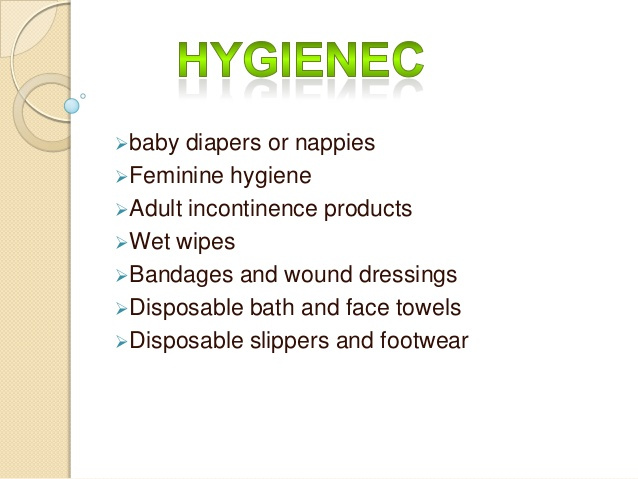 HYGIENEC
➢baby diapers or nappies
➢Feminine hygiene
➢Adult incontinence products
➢Wet wipes
➢Bandages and wound dressings
➢Disposable bath and face towels
➢Disposable slippers and footwear